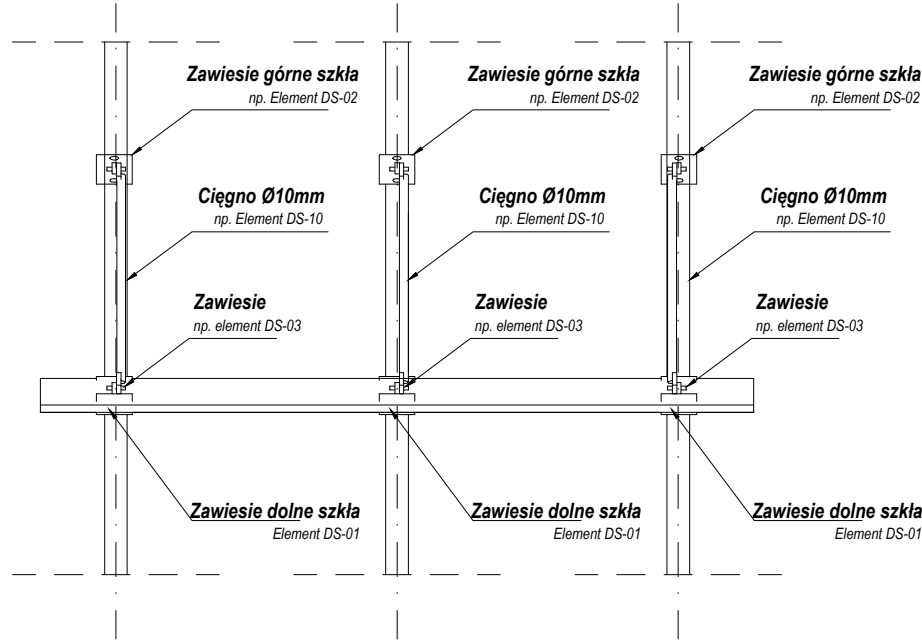 Zawiesie górne szkła
np. Element DS-02
Zawiesie górne szkła
np. Element DS-02
Zawiesie górne szkła
np. Element DS-02
Cięgno Ø10mm
np. Element DS-10
Cięgno Ø10mm
np. Element DS-10
Cięgno Ø10mm
np. Element DS-10
Zawiesie
np. element DS-03
Zawiesie
np. element DS-03
Zawiesie
np. element DS-03
Zawiesie dolne szkła
Element DS-01
Zawiesie dolne szkła
Element DS-01
Zawiesie dolne szkła
Element DS-01